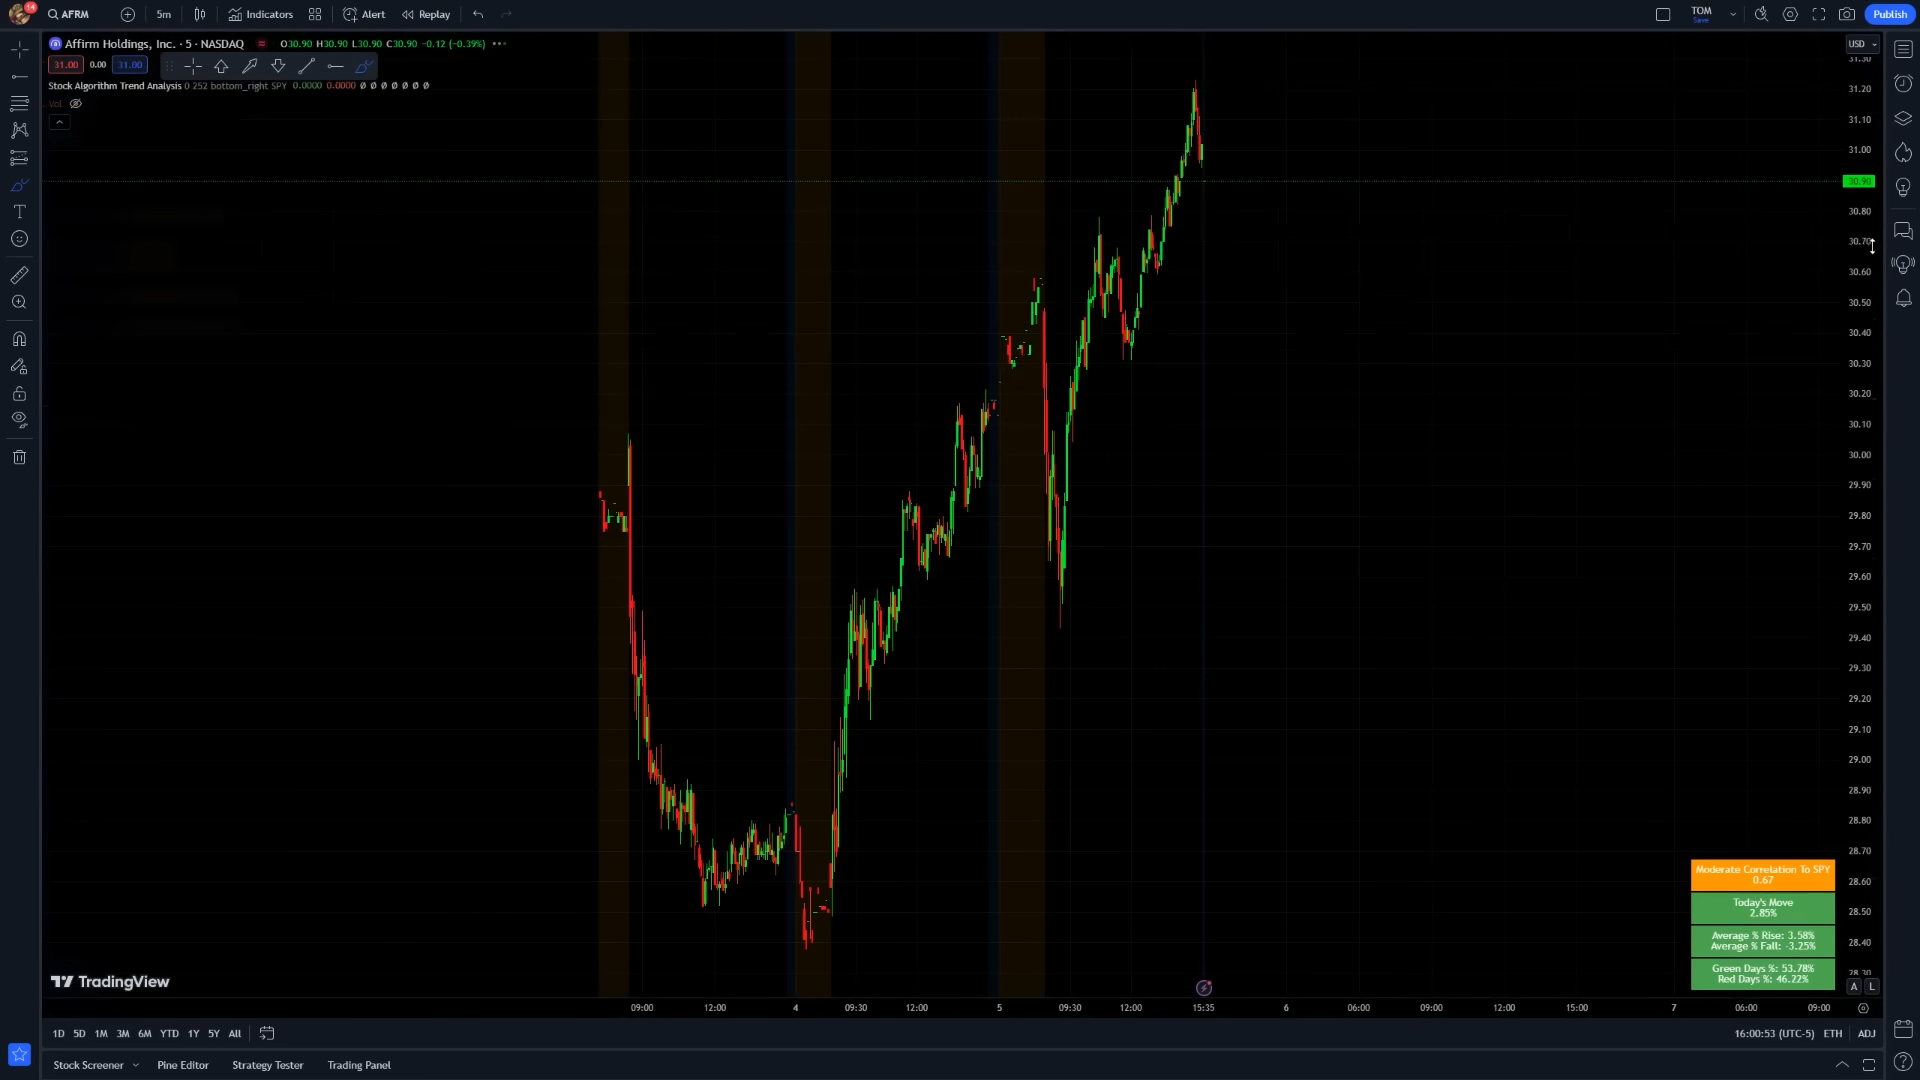 14
AFRM
5m
Indicators
Alert
Replay
TOM
Save
Publish
Affirm Holdings, Inc. · 5 · NASDAQ
O30.90 H30.90 L30.90 C30.90 −0.12 (−0.39%)
USD
31.00 0.00 31.00
Stock Algorithm Trend Analysis 0 252 bottom_right SPY 0.0000 0.0000 Ø Ø Ø Ø Ø Ø Ø
Vol
31.30
31.20
31.10
31.00
30.90
30.80
30.70
30.60
30.50
30.40
30.30
30.20
30.10
30.00
29.90
29.80
29.70
29.60
29.50
29.40
29.30
29.20
29.10
29.00
28.90
28.80
28.70
28.60
28.50
28.40
28.30
Moderate Correlation To SPY
0.67
Today's Move
2.85%
Average % Rise: 3.58%
Average % Fall: -3.25%
Green Days %: 53.78%
Red Days %: 46.22%
TradingView
A L
09:00 12:00 4 09:30 12:00 5 09:30 12:00 15:35 6 06:00 09:00 12:00 15:00 7 06:00 09:00
1D 5D 1M 3M 6M YTD 1Y 5Y All
16:00:53 (UTC-5) ETH ADJ
Stock Screener Pine Editor Strategy Tester Trading Panel